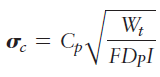 σ_c = C_p √(W_t / (F D_P I))